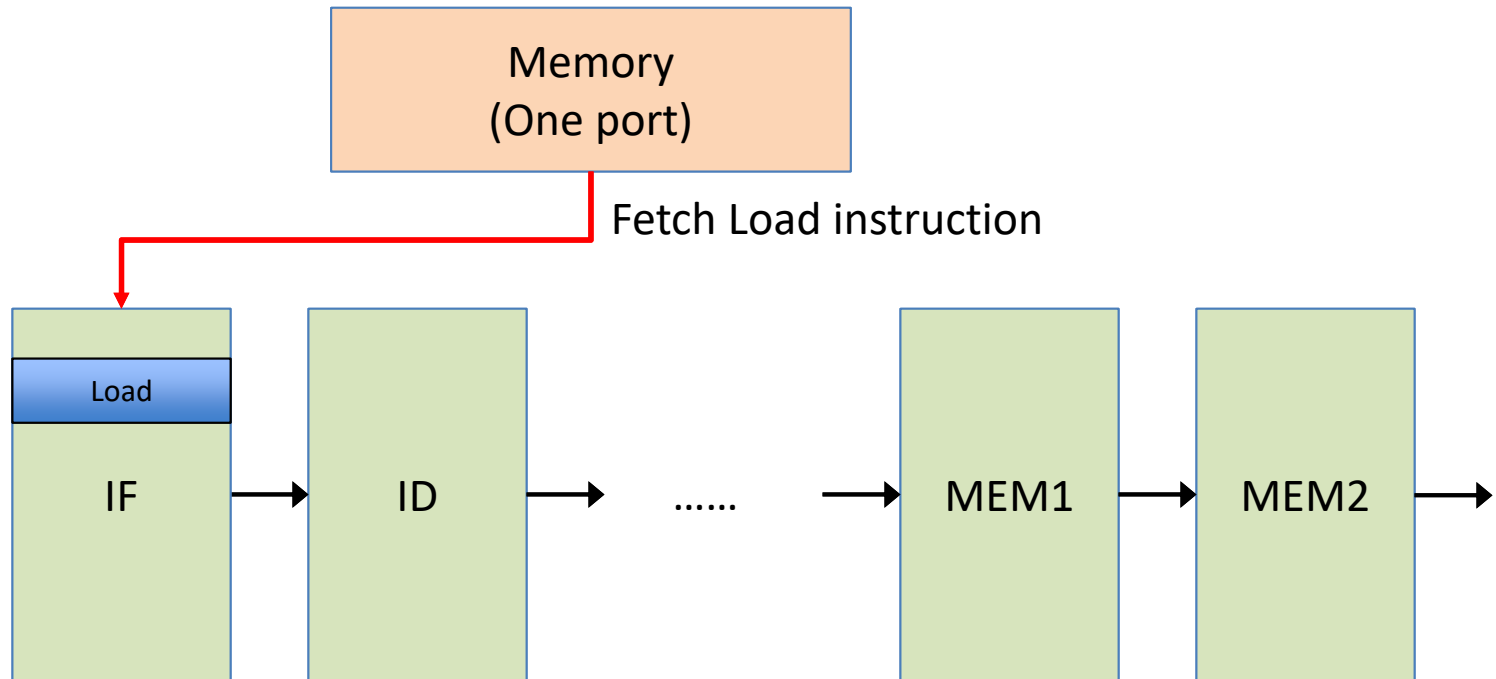 Memory
(One port)
Fetch Load instruction
Load
IF
ID
......
MEM1
MEM2